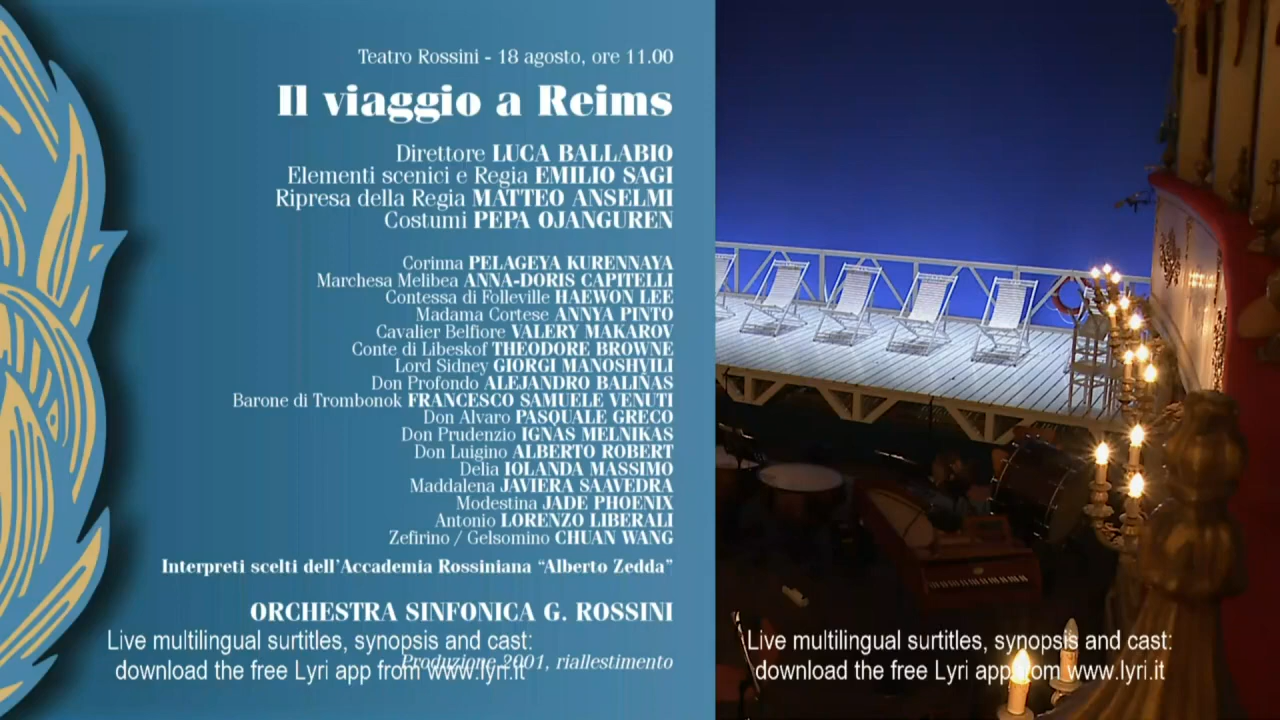 Teatro Rossini - 18 agosto, ore 11.00
Il viaggio a Reims
Direttore LUCA BALLABIO
Elementi scenici e Regia EMILIO SAGI
Ripresa della Regia MATTEO ANSELMI
Costumi PEPA OJANGUREN
Corinna PELAGEYA KURENNAYA
Marchesa Melibea ANNA-DORIS CAPITELLI
Contessa di Folleville HAEWON LEE
Madama Cortese ANNYA PINTO
Cavalier Belfiore VALERY MAKAROV
Conte di Libeskof THEODORE BROWNE
Lord Sidney GIORGI MANOSHVILI
Don Profondo ALEJANDRO BALIÑAS
Barone di Trombonok FRANCESCO SAMUELE VENUTI
Don Alvaro PASQUALE GRECO
Don Prudenzio IGNAS MELNIKAS
Don Luigino ALBERTO ROBERT
Delia IOLANDA MASSIMO
Maddalena JAVIERA SAAVEDRA
Modestina JADE PHOENIX
Antonio LORENZO LIBERALI
Zefirino / Gelsomino CHUAN WANG
Interpreti scelti dell'Accademia Rossiniana “Alberto Zedda”
ORCHESTRA SINFONICA G. ROSSINI
Produzione 2001, riallestimento
Live multilingual surtitles, synopsis and cast:
download the free Lyri app from www.lyri.it
Live multilingual surtitles, synopsis and cast:
download the free Lyri app from www.lyri.it